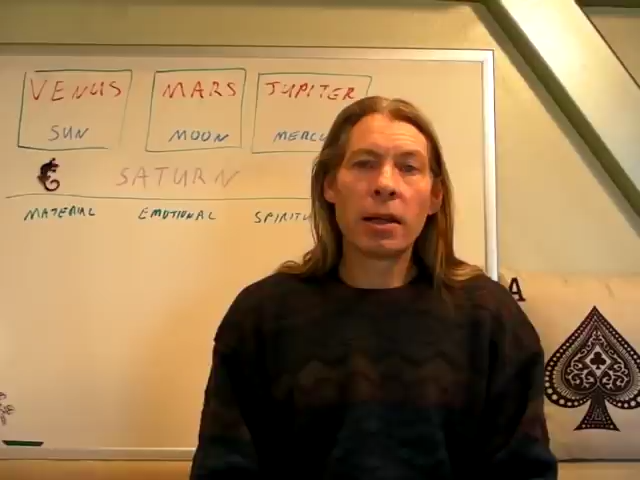 VENUS MARS JUPITER
SUN MOON
SATURN
MATERIAL EMOTIONAL
A